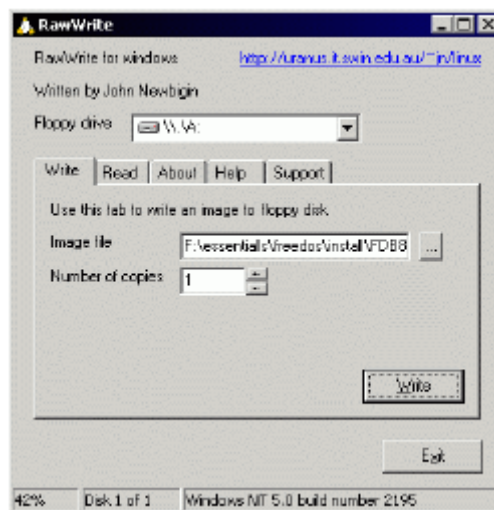 RawWrite
RawWrite for windows http://uranus.it.swin.edu.au/~jn/linux
Written by John Newbigin
Floppy drive \\.\A:
Write Read About Help Support
Use this tab to write an image to floppy disk
Image file F:\essentials\freedos\install\FDB8 ...
Number of copies 1
Write
Exit
42% Disk 1 of 1 Windows NT 5.0 build number 2195